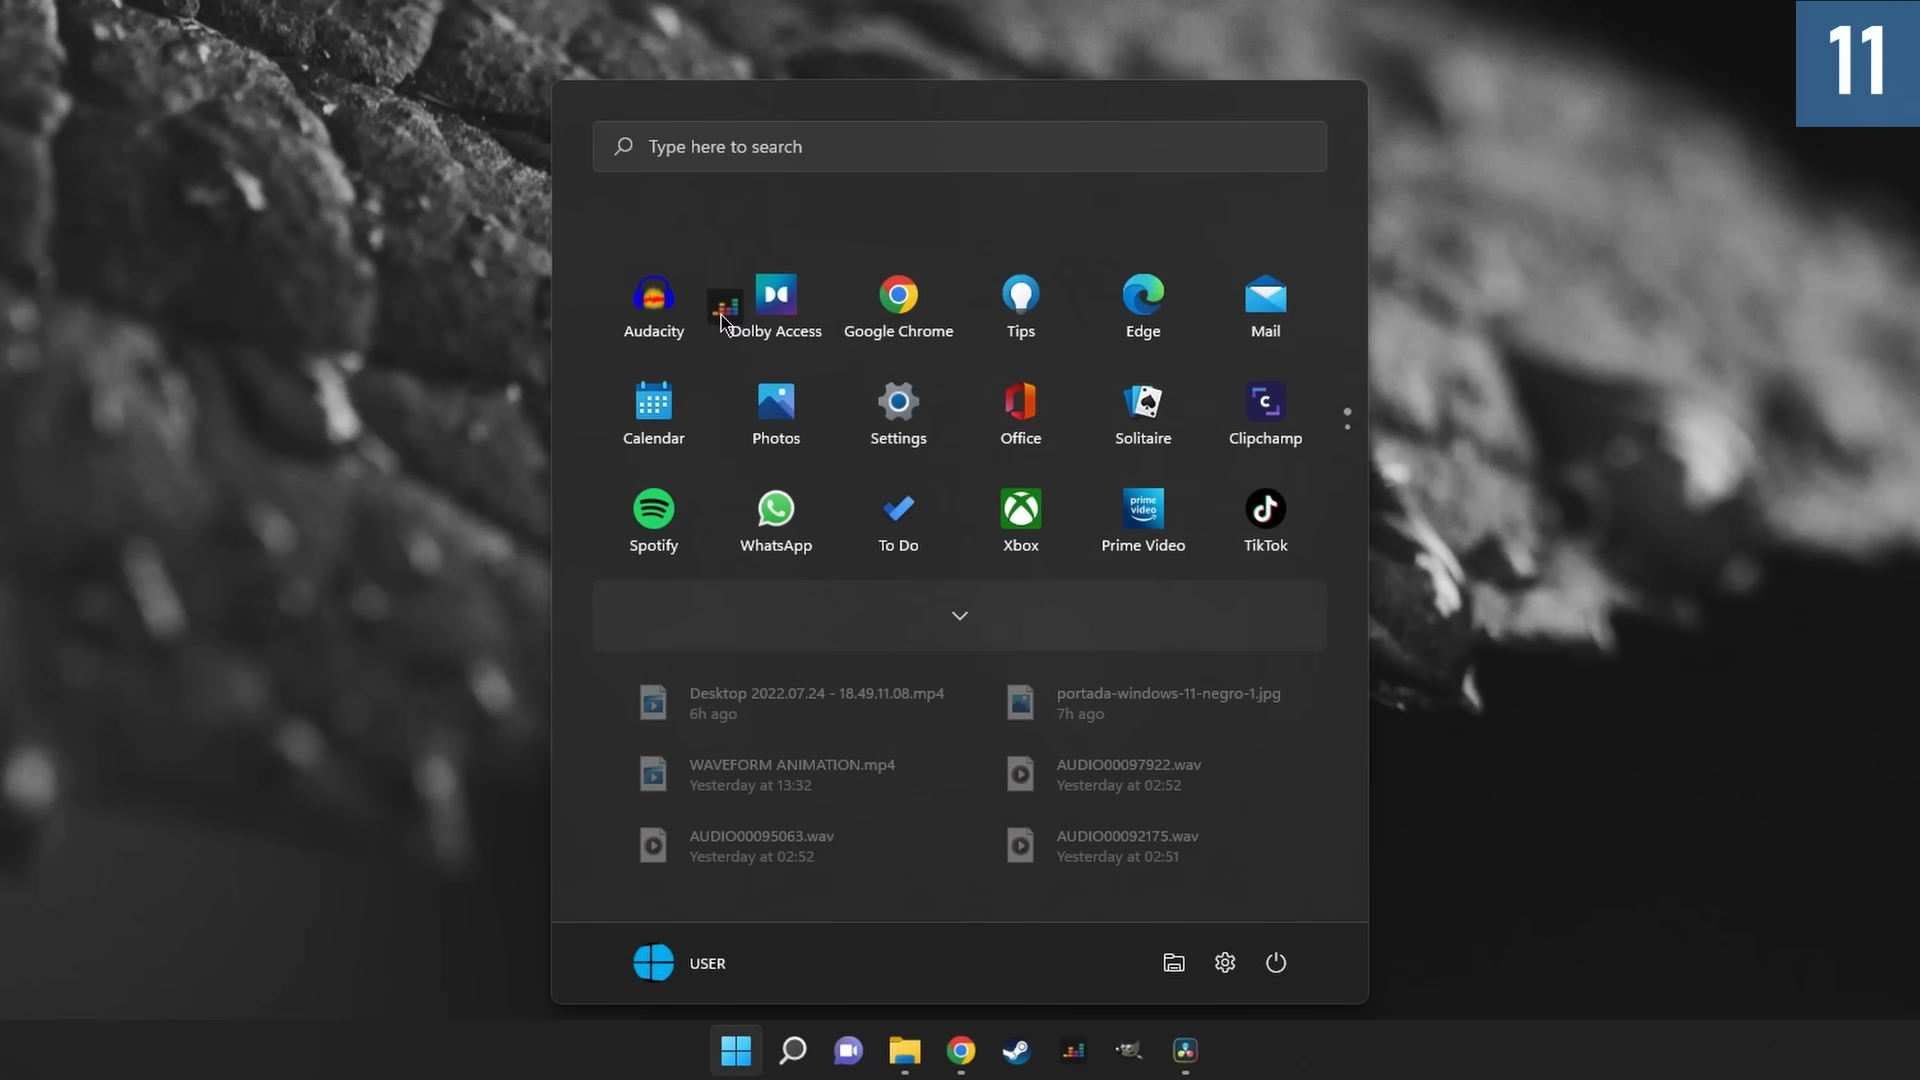 11
Type here to search
Audacity
Dolby Access
Google Chrome
Tips
Edge
Mail
Calendar
Photos
Settings
Office
Solitaire
C
Clipchamp
prime
video
Spotify
WhatsApp
To Do
Xbox
Prime Video
TikTok
Desktop 2022.07.24 - 18.49.11.08.mp4
6h ago
portada-windows-11-negro-1.jpg
7h ago
WAVEFORM ANIMATION.mp4
Yesterday at 13:32
AUDIO00097922.wav
Yesterday at 02:52
AUDIO00095063.wav
Yesterday at 02:52
AUDIO00092175.wav
Yesterday at 02:51
USER